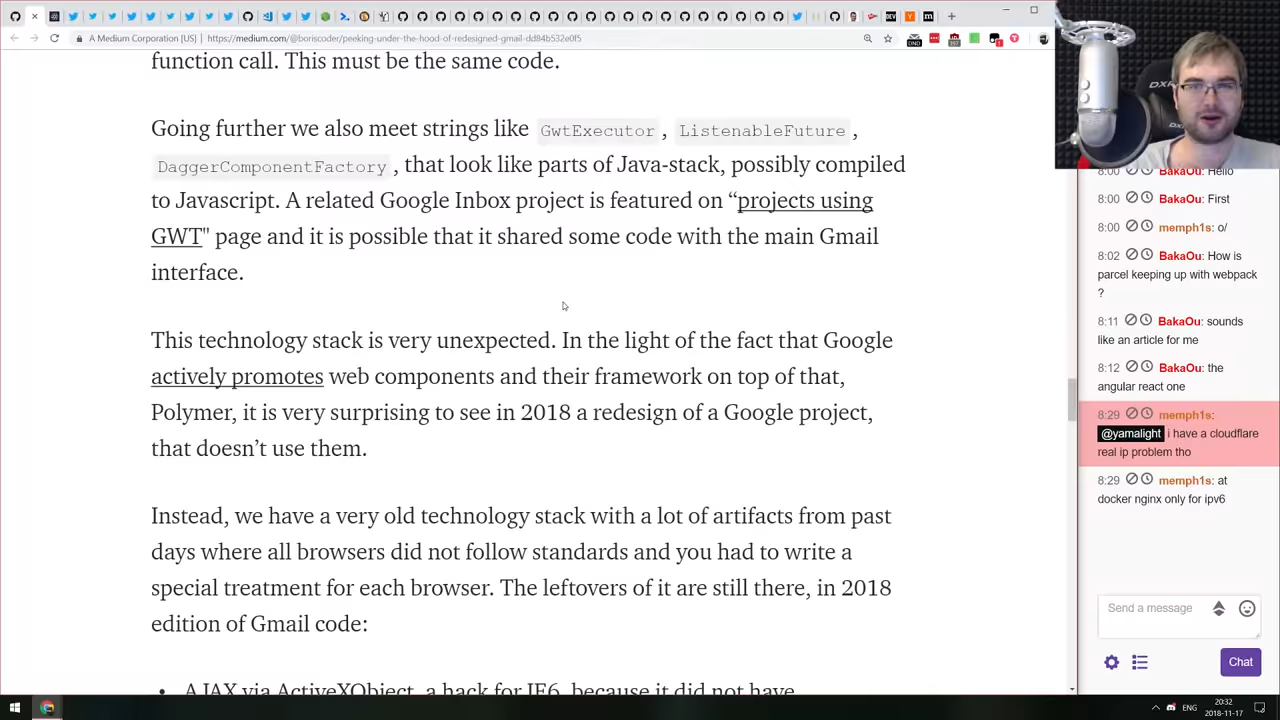 A Medium Corporation [US] | https://medium.com/@boriscoder/peeking-under-the-hood-of-redesigned-gmail-dd84b532e0f5
function call. This must be the same code.
Going further we also meet strings like GwtExecutor, ListenableFuture,
DaggerComponentFactory, that look like parts of Java-stack, possibly compiled
to Javascript. A related Google Inbox project is featured on “projects using
GWT" page and it is possible that it shared some code with the main Gmail
interface.
This technology stack is very unexpected. In the light of the fact that Google
actively promotes web components and their framework on top of that,
Polymer, it is very surprising to see in 2018 a redesign of a Google project,
that doesn’t use them.
Instead, we have a very old technology stack with a lot of artifacts from past
days where all browsers did not follow standards and you had to write a
special treatment for each browser. The leftovers of it are still there, in 2018
edition of Gmail code:
• AJAX via ActiveXObject, a hack for IE6, because it did not have
8:00 BakaOu: Hello
8:00 BakaOu: First
8:00 memph1s: o/
8:02 BakaOu: How is
parcel keeping up with webpack
?
8:11 BakaOu: sounds
like an article for me
8:12 BakaOu: the
angular react one
8:29 memph1s:
@yamalight i have a cloudflare
real ip problem tho
8:29 memph1s: at
docker nginx only for ipv6
Send a message
Chat
ENG
20:32
2018-11-17